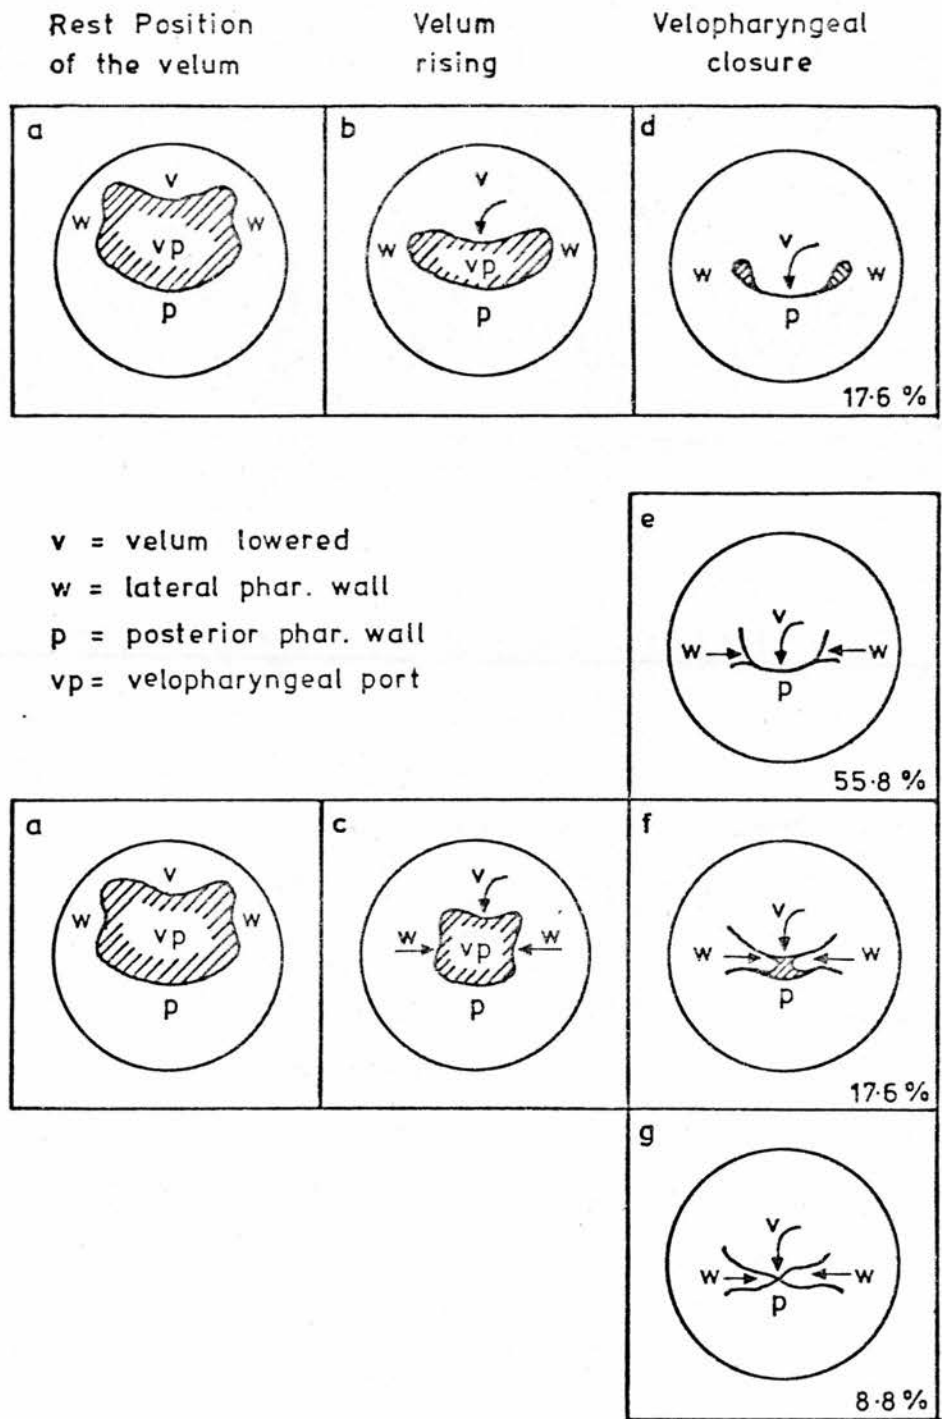 Rest Position
of the velum
Velum
rising
Velopharyngeal
closure
a
v
w
w
vp
p
b
v
w
w
vp
p
d
v
w
w
p
17·6 %
v = velum lowered
w = lateral phar. wall
p = posterior phar. wall
vp = velopharyngeal port
e
v
w
w
p
55·8 %
a
v
w
w
vp
p
c
v
w
w
vp
p
f
v
w
w
p
17·6 %
g
v
w
w
p
8·8 %